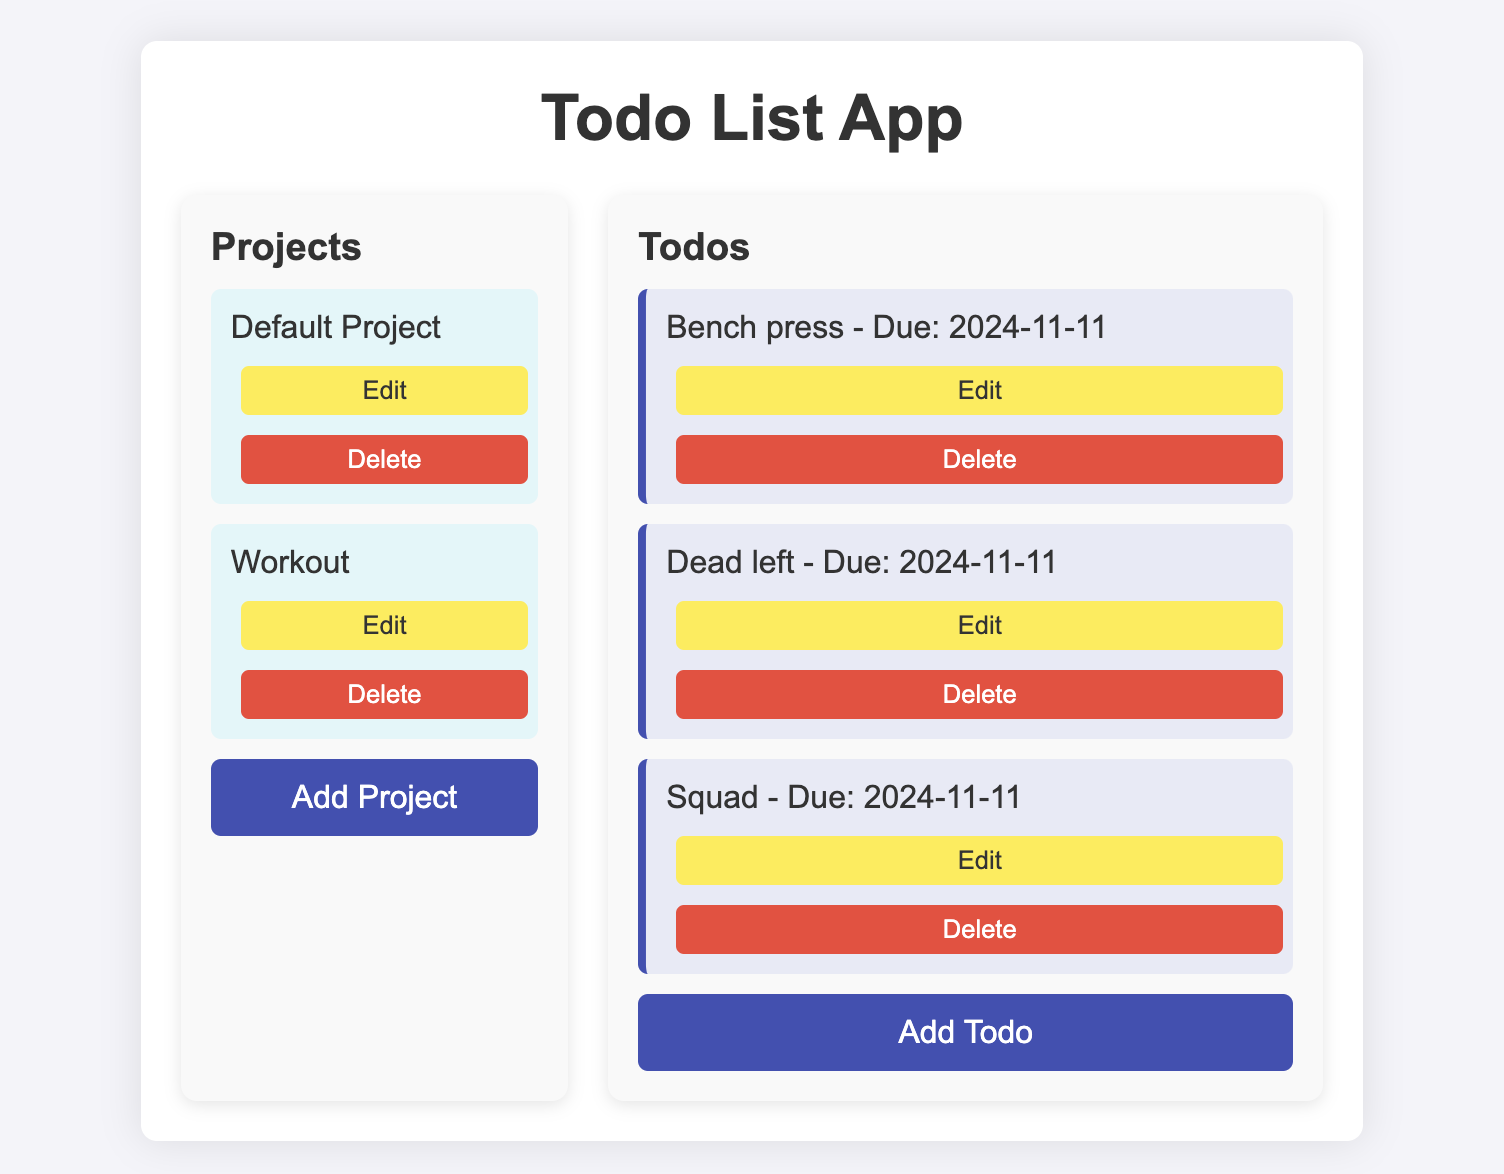 Todo List App
Projects
Default Project
Edit
Delete
Workout
Edit
Delete
Add Project
Todos
Bench press - Due: 2024-11-11
Edit
Delete
Dead left - Due: 2024-11-11
Edit
Delete
Squad - Due: 2024-11-11
Edit
Delete
Add Todo